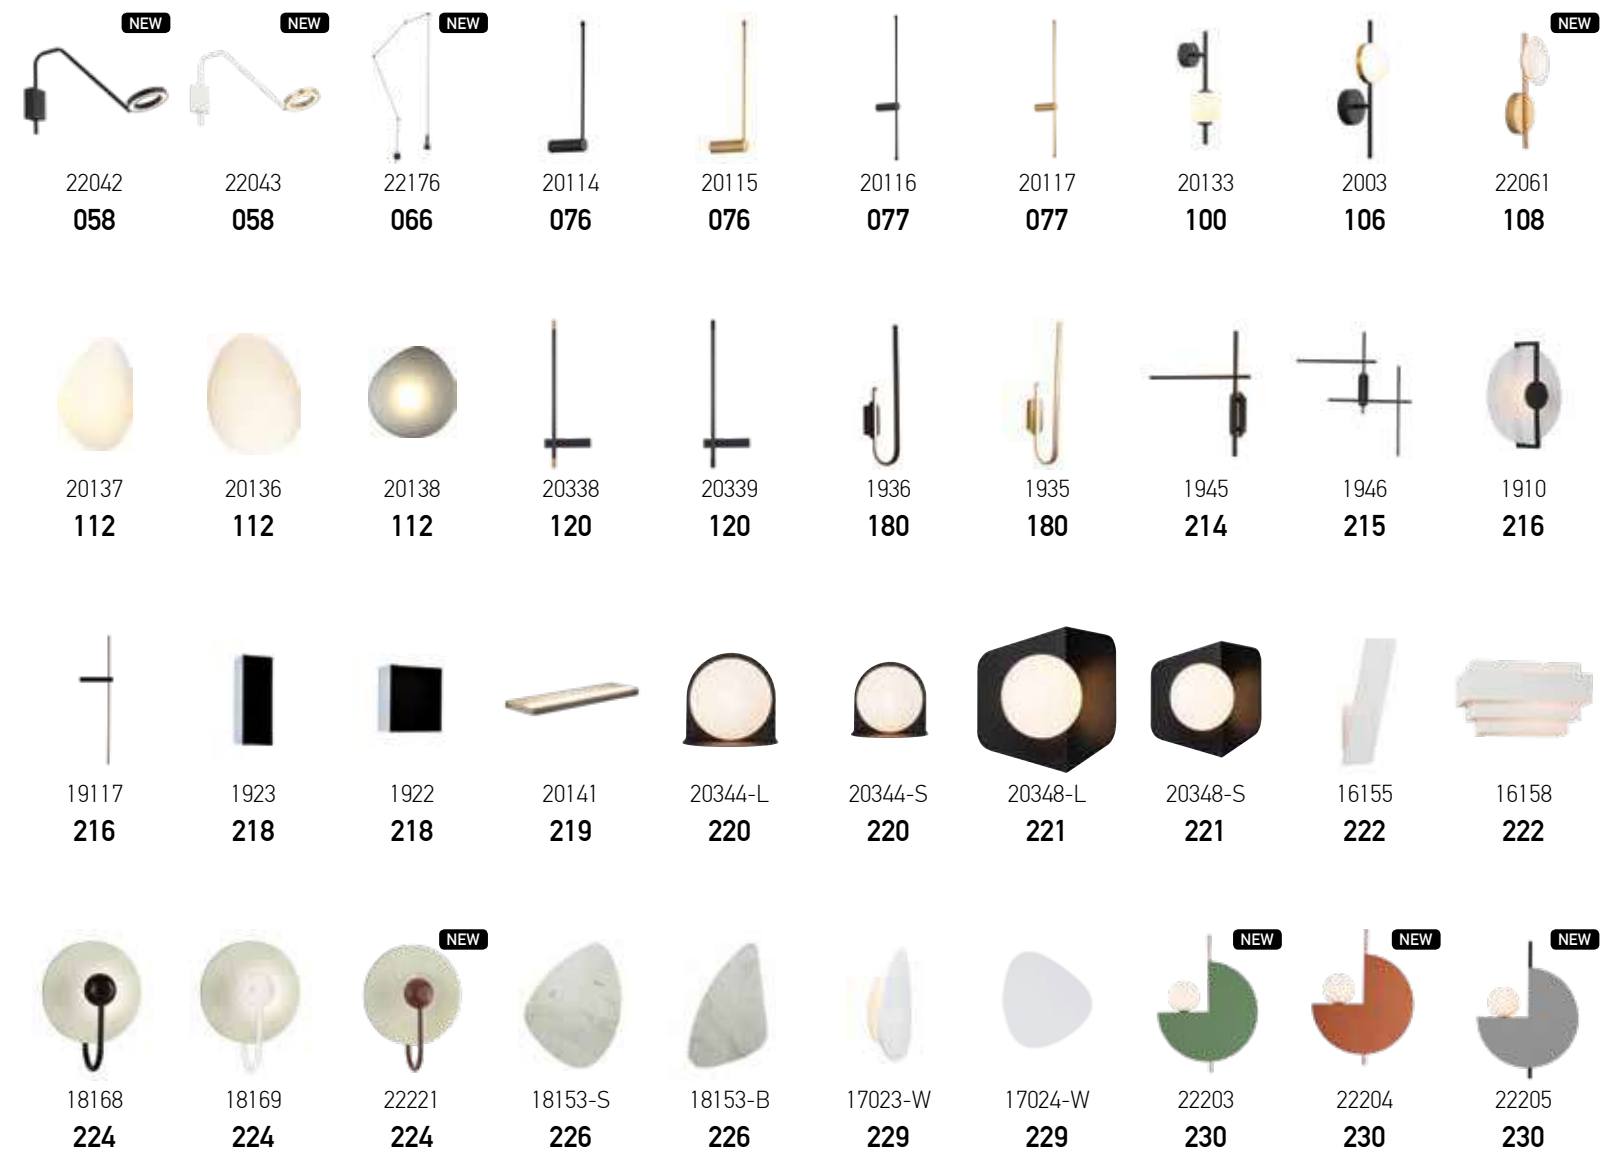 NEW NEW NEW NEW
22042 22043 22176 20114 20115 20116 20117 20133 2003 22061
058 058 066 076 076 077 077 100 106 108
20137 20136 20138 20338 20339 1936 1935 1945 1946 1910
112 112 112 120 120 180 180 214 215 216
19117 1923 1922 20141 20344-L 20344-S 20348-L 20348-S 16155 16158
216 218 218 219 220 220 221 221 222 222
NEW NEW NEW NEW
18168 18169 22221 18153-S 18153-B 17023-W 17024-W 22203 22204 22205
224 224 224 226 226 229 229 230 230 230